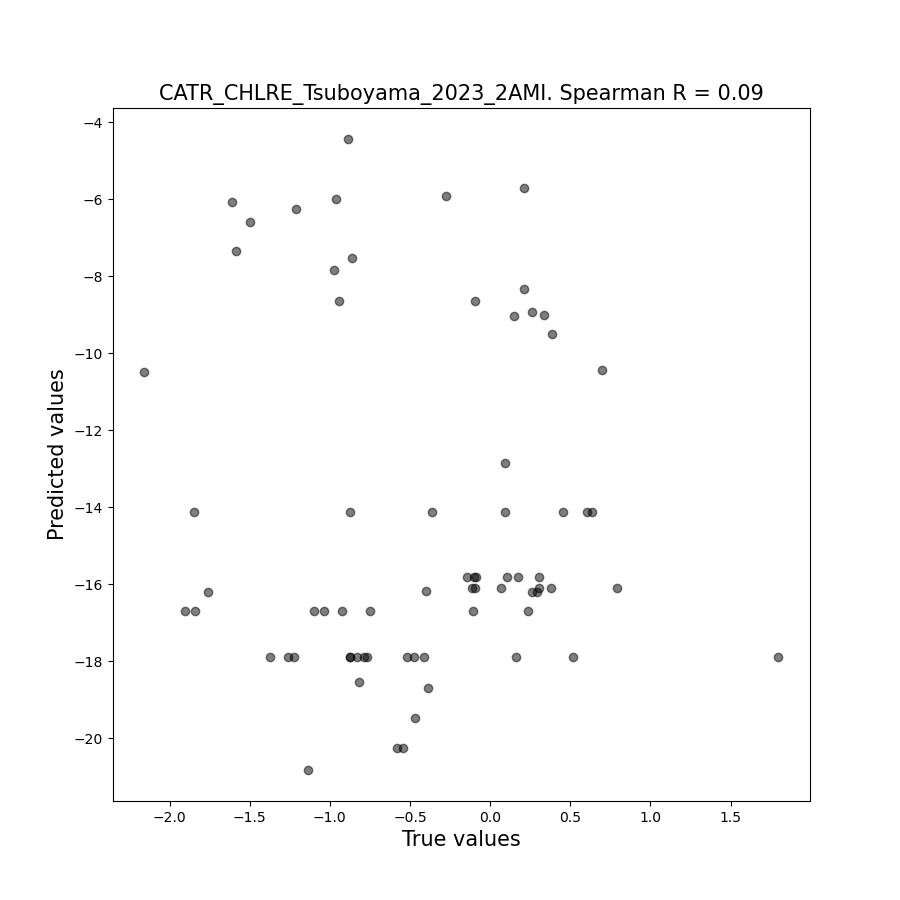 CATR_CHLRE_Tsuboyama_2023_2AMI. Spearman R = 0.09
−4
−6
−8
−10
−12
−14
−16
−18
−20
Predicted values
−2.0 −1.5 −1.0 −0.5 0.0 0.5 1.0 1.5
True values